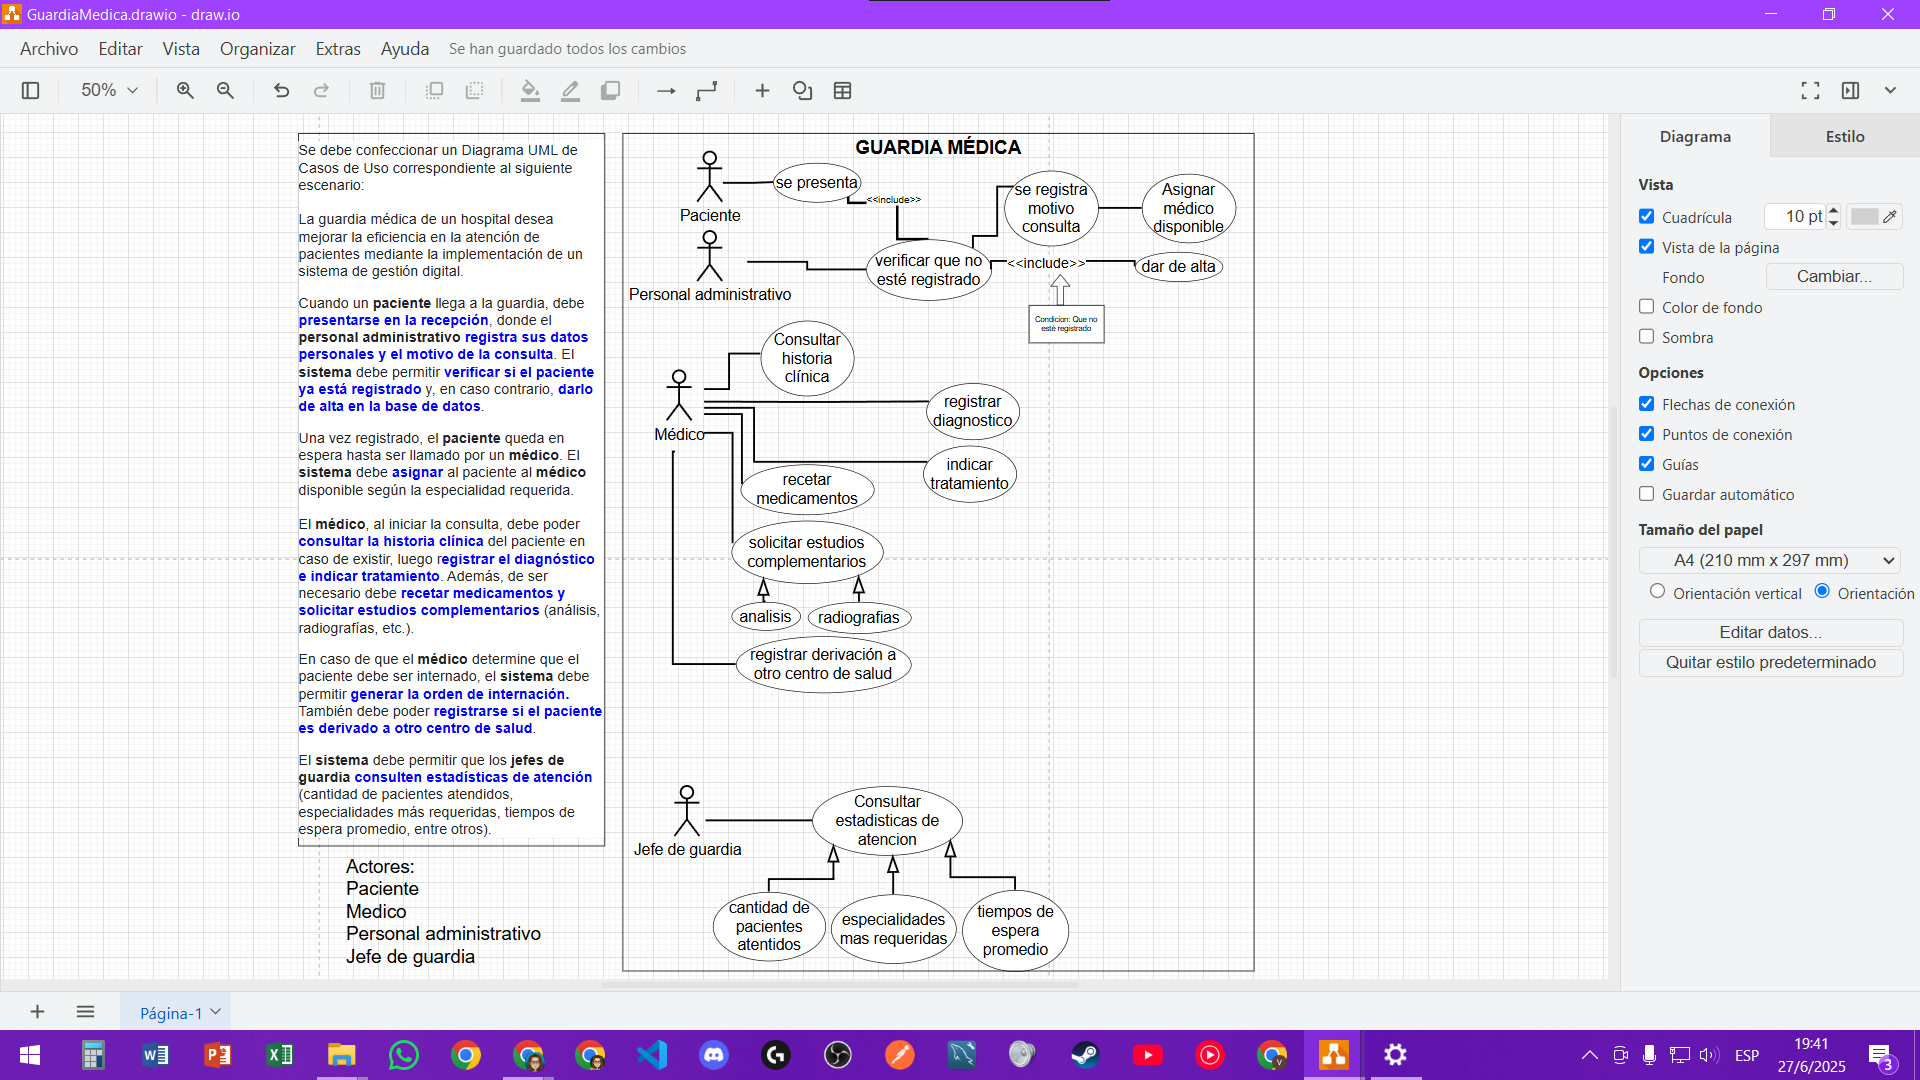 GuardiaMedica.drawio - draw.io
Archivo Editar Vista Organizar Extras Ayuda Se han guardado todos los cambios
50%
Se debe confeccionar un Diagrama UML de
Casos de Uso correspondiente al siguiente
escenario:
La guardia médica de un hospital desea
mejorar la eficiencia en la atención de
pacientes mediante la implementación de un
sistema de gestión digital.
Cuando un paciente llega a la guardia, debe
presentarse en la recepción, donde el
personal administrativo registra sus datos
personales y el motivo de la consulta. El
sistema debe permitir verificar si el paciente
ya está registrado y, en caso contrario, darlo
de alta en la base de datos.
Una vez registrado, el paciente queda en
espera hasta ser llamado por un médico. El
sistema debe asignar al paciente al médico
disponible según la especialidad requerida.
El médico, al iniciar la consulta, debe poder
consultar la historia clínica del paciente en
caso de existir, luego registrar el diagnóstico
e indicar tratamiento. Además, de ser
necesario debe recetar medicamentos y
solicitar estudios complementarios (análisis,
radiografías, etc.).
En caso de que el médico determine que el
paciente debe ser internado, el sistema debe
permitir generar la orden de internación.
También debe poder registrarse si el paciente
es derivado a otro centro de salud.
El sistema debe permitir que los jefes de
guardia consulten estadísticas de atención
(cantidad de pacientes atendidos,
especialidades más requeridas, tiempos de
espera promedio, entre otros).
Actores:
Paciente
Medico
Personal administrativo
Jefe de guardia
GUARDIA MÉDICA
Paciente
se presenta
<<include>>
se registra
motivo
consulta
Asignar
médico
disponible
Personal administrativo
verificar que no
esté registrado
<<include>>
dar de alta
Condicion: Que no
esté registrado
Médico
Consultar
historia
clínica
registrar
diagnostico
indicar
tratamiento
recetar
medicamentos
solicitar estudios
complementarios
analisis
radiografias
registrar derivación a
otro centro de salud
Jefe de guardia
Consultar
estadisticas de
atencion
cantidad de
pacientes
atentidos
especialidades
mas requeridas
tiempos de
espera
promedio
Diagrama Estilo
Vista
Cuadrícula 10 pt
Vista de la página
Fondo Cambiar...
Color de fondo
Sombra
Opciones
Flechas de conexión
Puntos de conexión
Guías
Guardar automático
Tamaño del papel
A4 (210 mm x 297 mm)
Orientación vertical Orientación
Editar datos...
Quitar estilo predeterminado
Página-1
ESP
19:41
27/6/2025
3